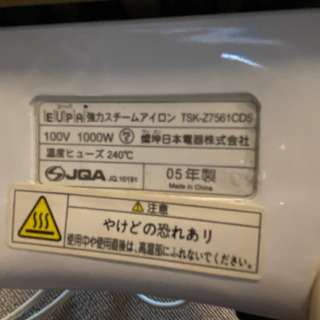 ユーパ
EUPA 強力スチームアイロン TSK-Z7561CDS
100V 1000W 燦坤日本電器株式会社
温度ヒューズ 240℃
JQA JQ 10191 05年製
Made in China
注意
やけどの恐れあり
使用中や使用直後は、高温部にふれないでください。